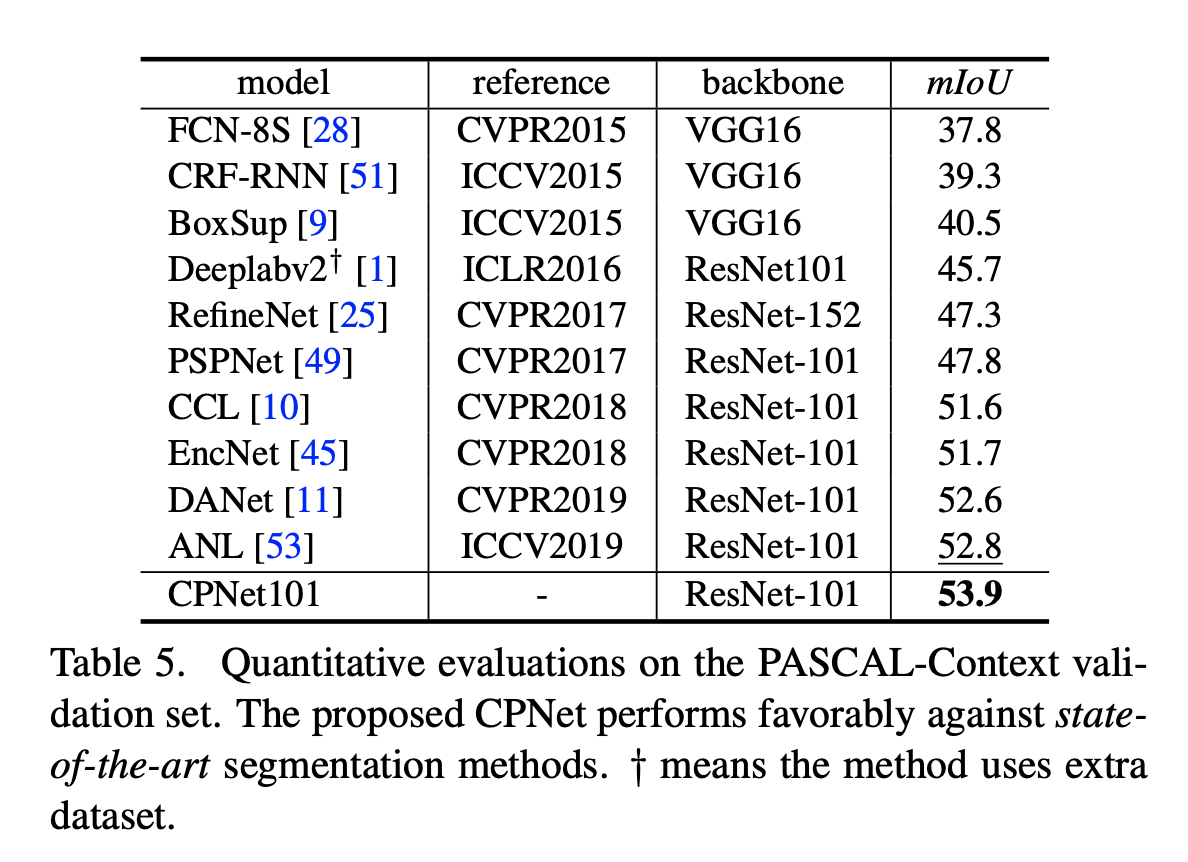 model reference backbone mIoU
FCN-8S [28] CVPR2015 VGG16 37.8
CRF-RNN [51] ICCV2015 VGG16 39.3
BoxSup [9] ICCV2015 VGG16 40.5
Deeplabv2† [1] ICLR2016 ResNet101 45.7
RefineNet [25] CVPR2017 ResNet-152 47.3
PSPNet [49] CVPR2017 ResNet-101 47.8
CCL [10] CVPR2018 ResNet-101 51.6
EncNet [45] CVPR2018 ResNet-101 51.7
DANet [11] CVPR2019 ResNet-101 52.6
ANL [53] ICCV2019 ResNet-101 52.8
CPNet101 - ResNet-101 53.9
Table 5. Quantitative evaluations on the PASCAL-Context vali-
dation set. The proposed CPNet performs favorably against state-
of-the-art segmentation methods. † means the method uses extra
dataset.